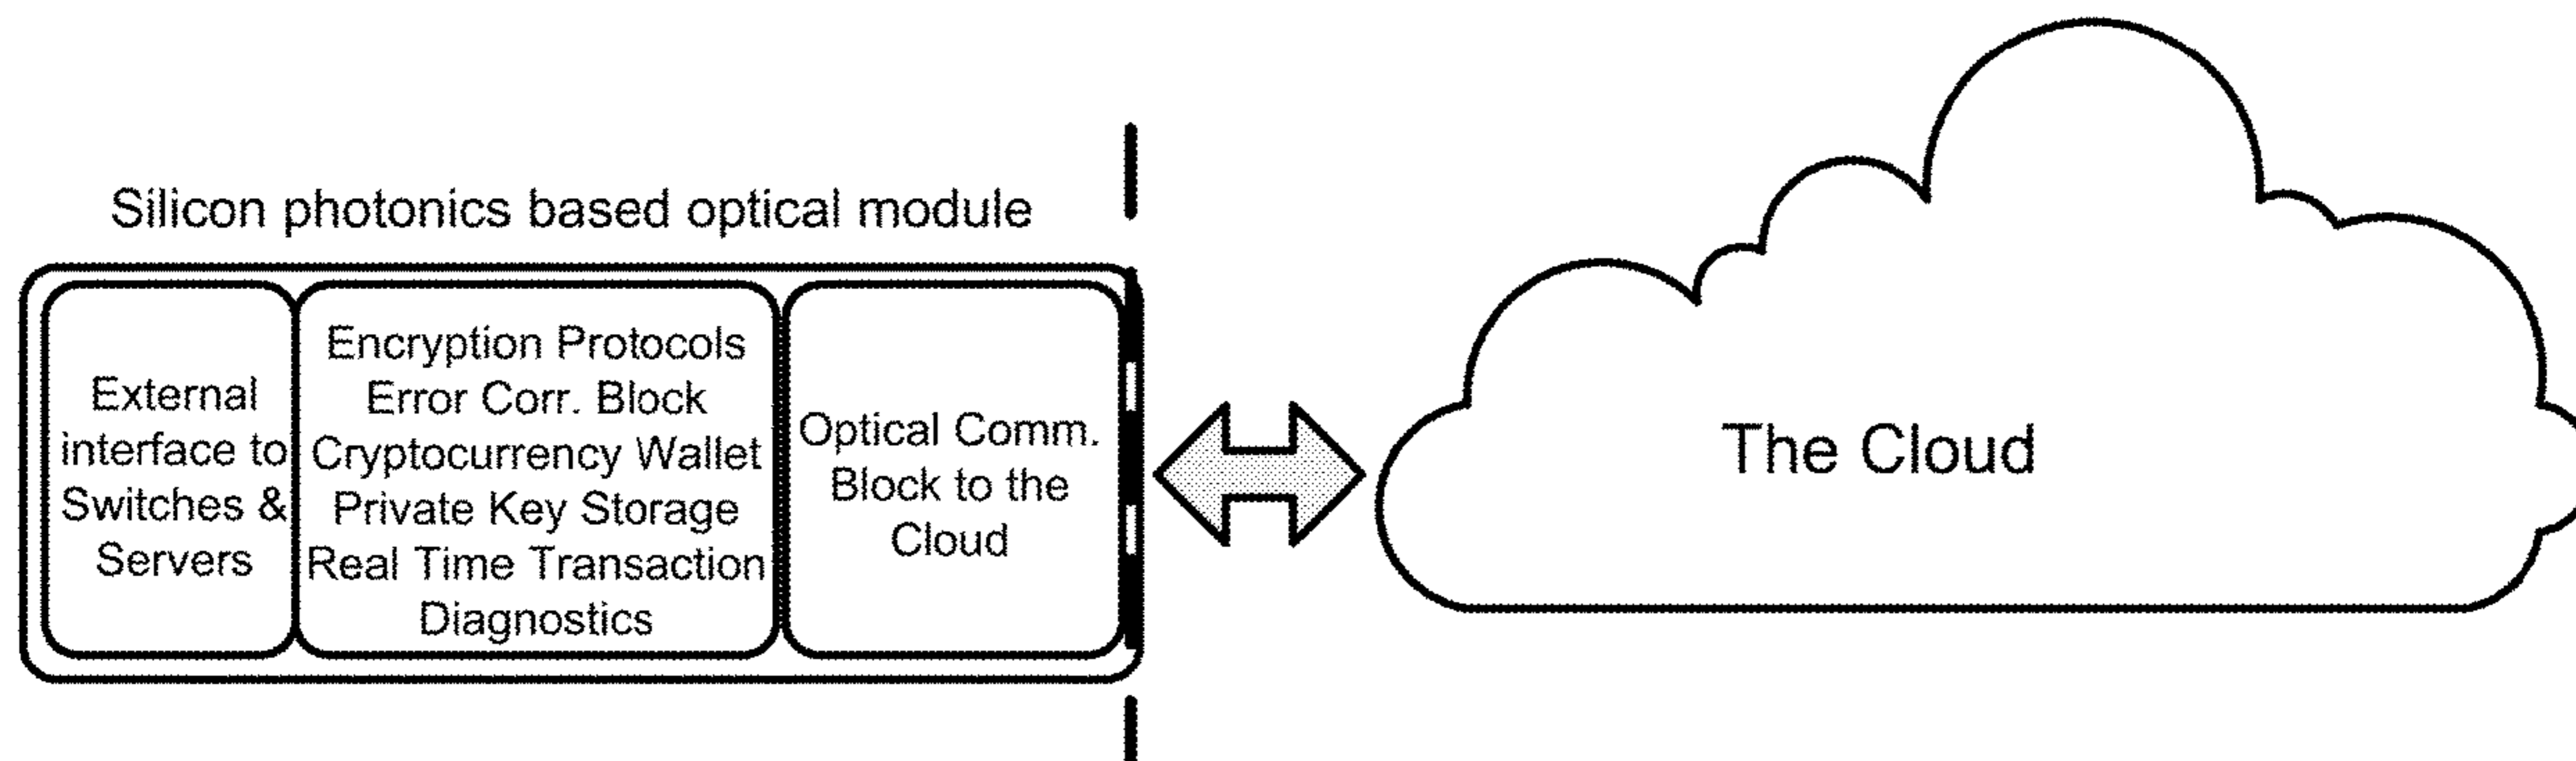 Silicon photonics based optical module
External
interface to
Switches &
Servers
Encryption Protocols
Error Corr. Block
Cryptocurrency Wallet
Private Key Storage
Real Time Transaction
Diagnostics
Optical Comm.
Block to the
Cloud
The Cloud